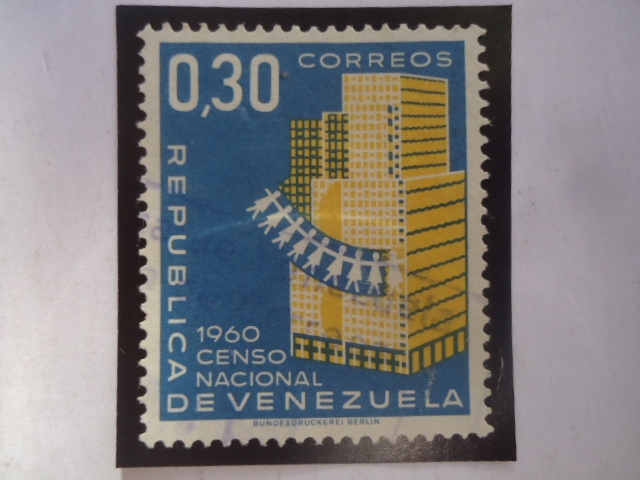 0,30 CORREOS
REPUBLICA
1960
CENSO
NACIONAL
DE VENEZUELA
BUNDESDRUCKEREI BERLIN